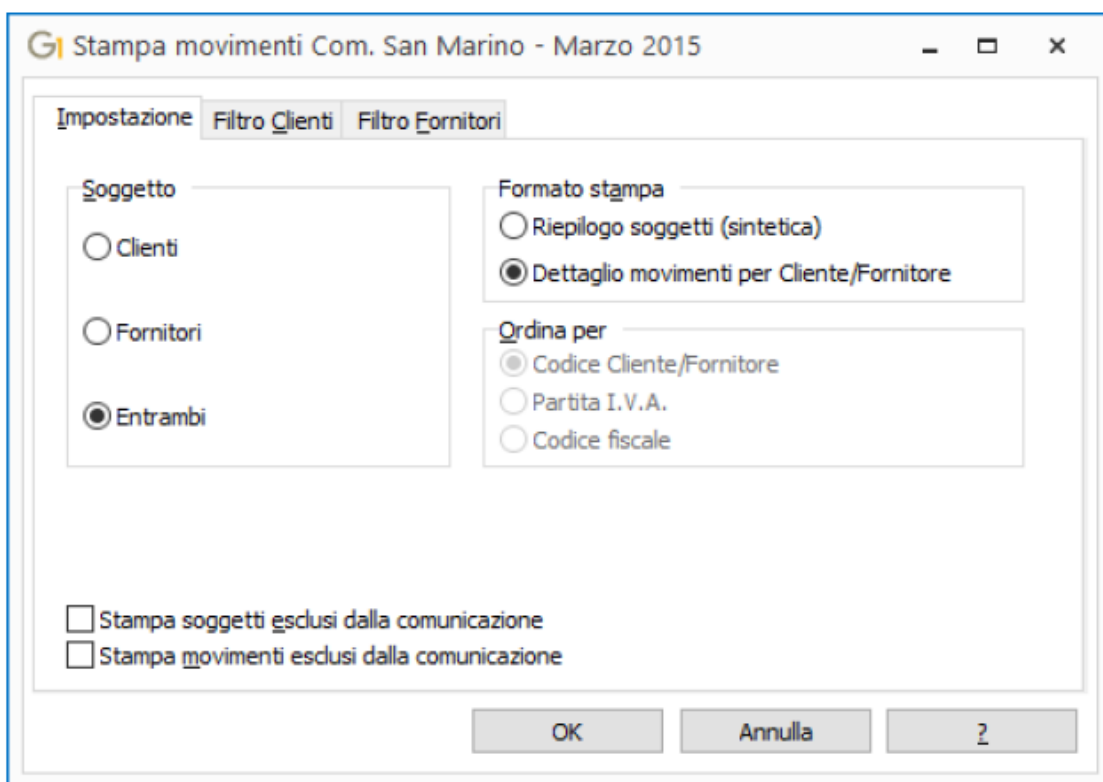 G1 Stampa movimenti Com. San Marino - Marzo 2015
Impostazione Filtro Clienti Filtro Fornitori
Soggetto
Clienti
Fornitori
Entrambi
Formato stampa
Riepilogo soggetti (sintetica)
Dettaglio movimenti per Cliente/Fornitore
Ordina per
Codice Cliente/Fornitore
Partita I.V.A.
Codice fiscale
Stampa soggetti esclusi dalla comunicazione
Stampa movimenti esclusi dalla comunicazione
OK Annulla ?